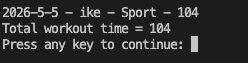 2026-5-5 - ike - Sport - 104
Total workout time = 104
Press any key to continue: